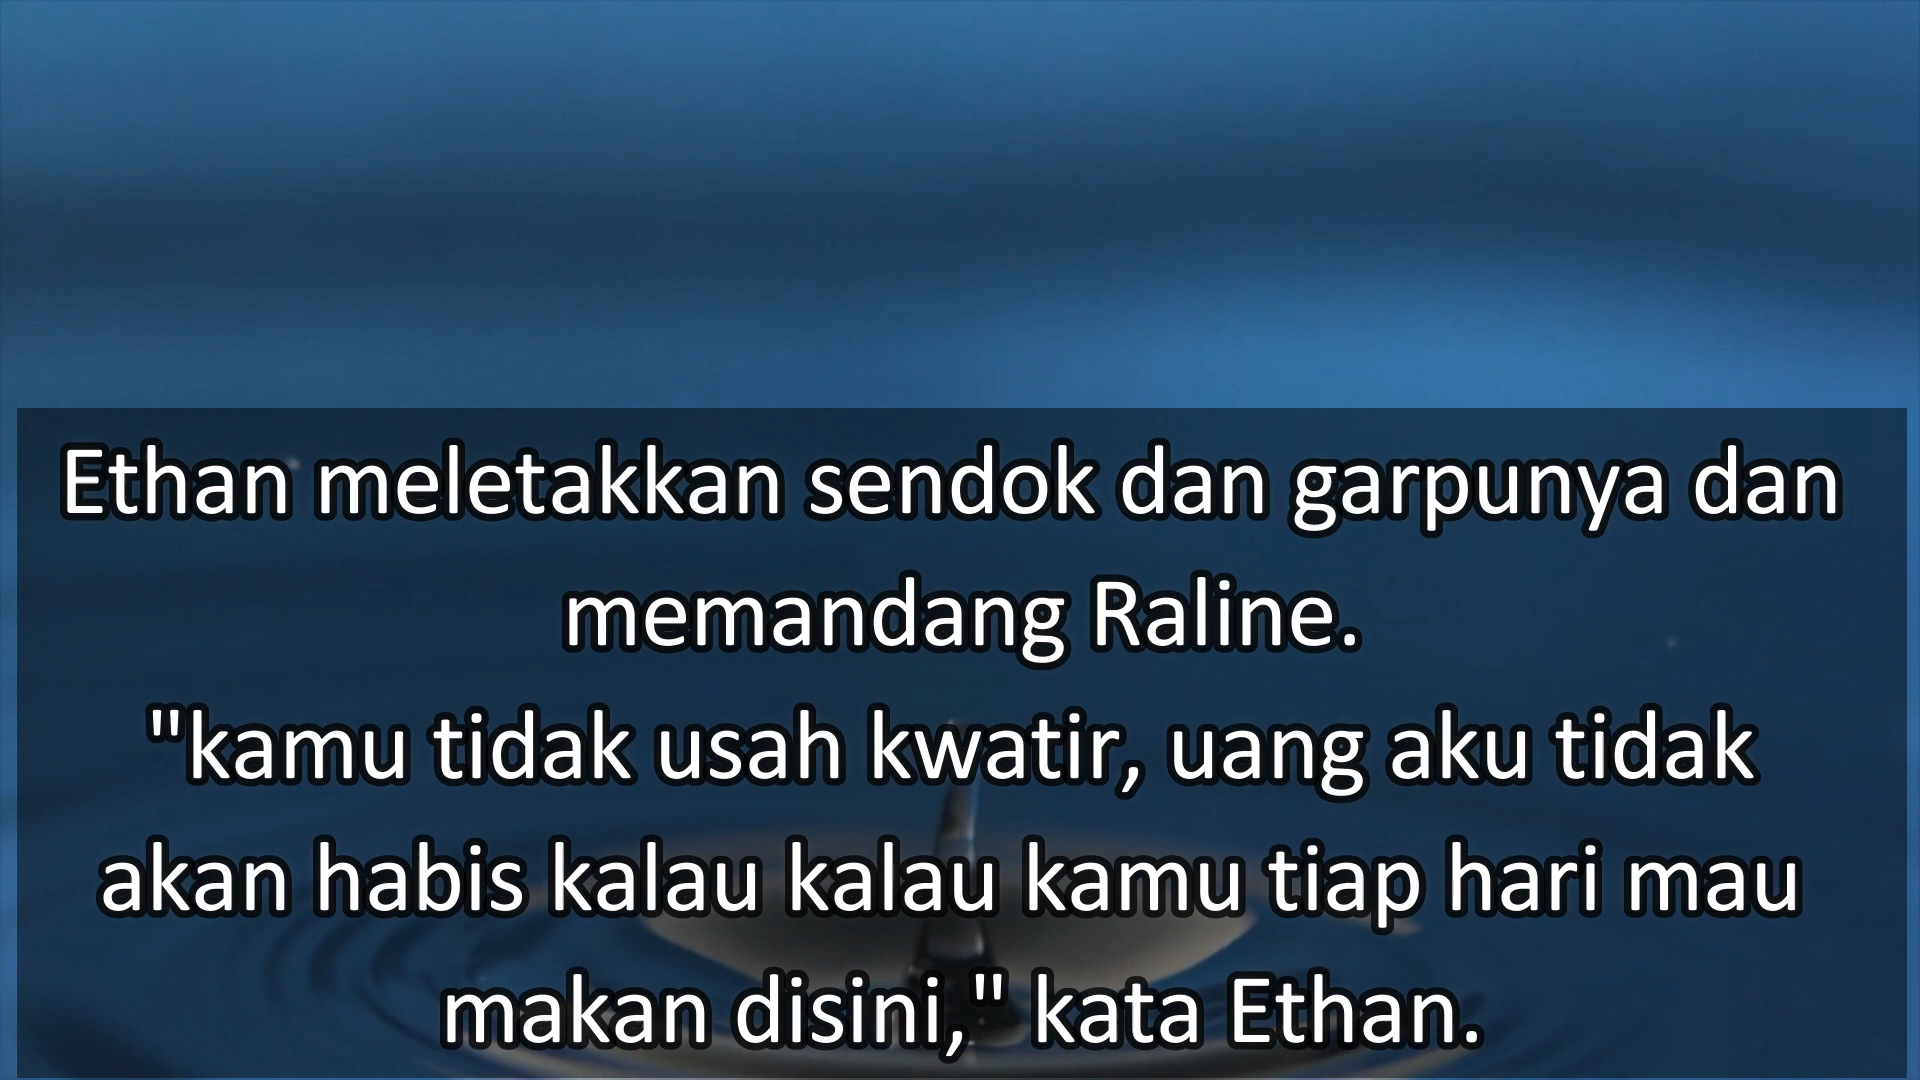 Ethan meletakkan sendok dan garpunya dan
memandang Raline.
"kamu tidak usah kwatir, uang aku tidak
akan habis kalau kalau kamu tiap hari mau
makan disini," kata Ethan.